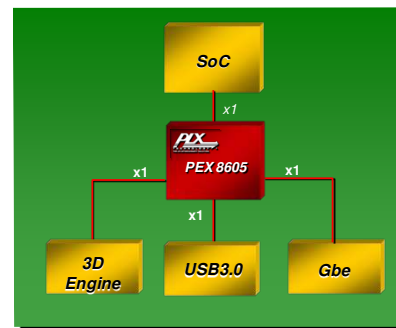 SoC
x1
PLX
PEX 8605
x1
x1
x1
3D
Engine
USB3.0
Gbe